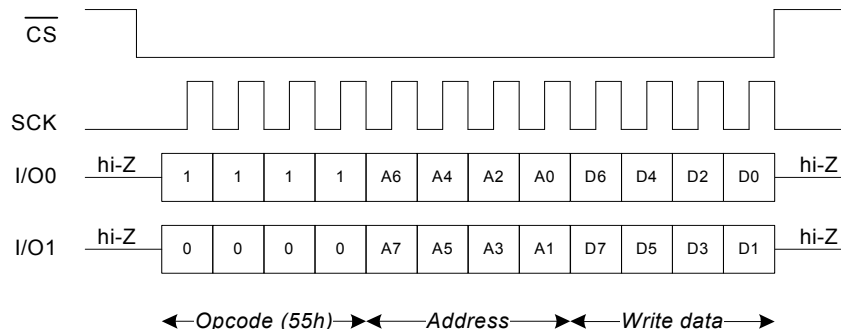 CS
SCK
I/O0 hi-Z 1 1 1 1 A6 A4 A2 A0 D6 D4 D2 D0 hi-Z
I/O1 hi-Z 0 0 0 0 A7 A5 A3 A1 D7 D5 D3 D1 hi-Z
Opcode (55h) Address Write data